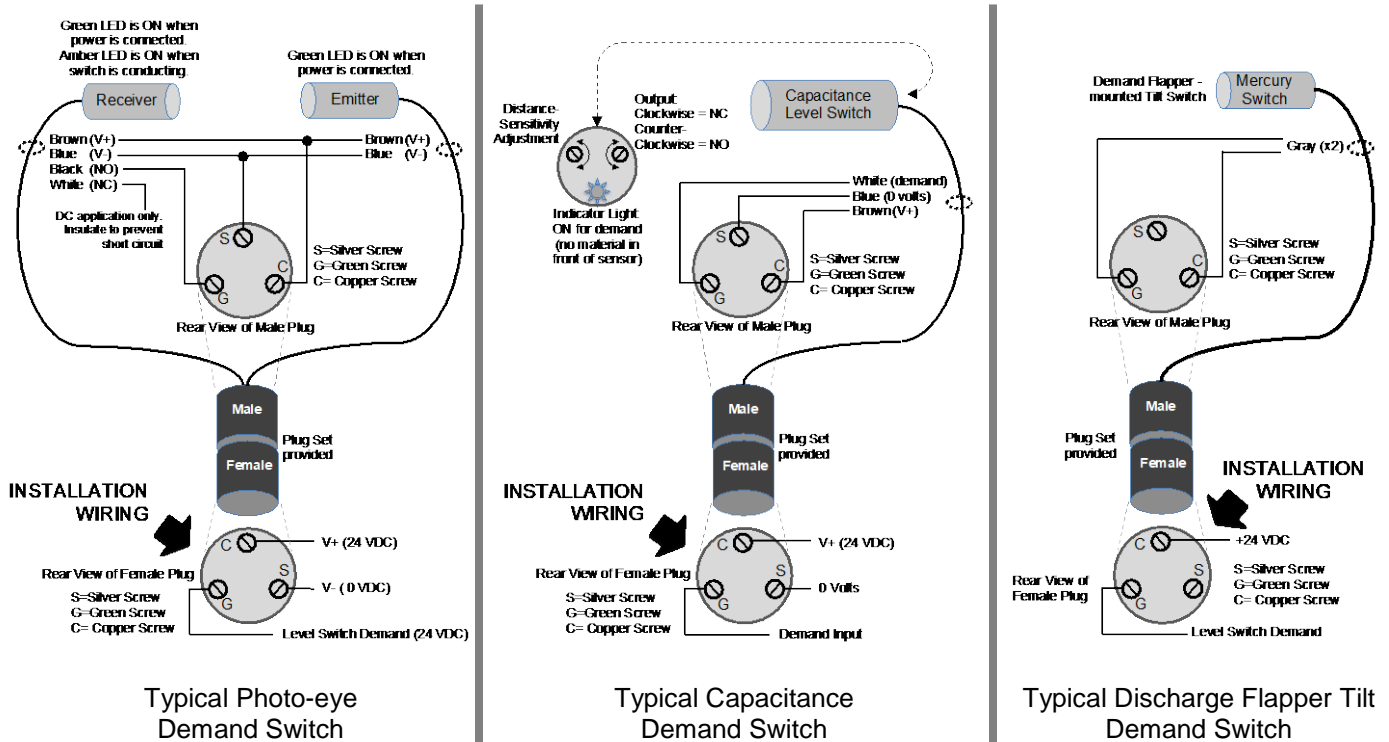 Green LED is ON when
power is connected.
Amber LED is ON when
switch is conducting.
Green LED is ON when
power is connected.
Receiver
Emitter
Brown (V+)
Blue (V-)
Black (NO)
White (NC)
Brown (V+)
Blue (V-)
DC application only.
Insulate to prevent
short circuit
S
C
G
S=Silver Screw
G=Green Screw
C= Copper Screw
Rear View of Male Plug
Male
Female
Plug Set
provided
INSTALLATION
WIRING
C
S
G
V+ (24 VDC)
V- ( 0 VDC)
Rear View of Female Plug
S=Silver Screw
G=Green Screw
C= Copper Screw
Level Switch Demand (24 VDC)
Typical Photo-eye
Demand Switch
Distance-
Sensitivity
Adjustment
Output:
Clockwise = NC
Counter-
Clockwise = NO
Capacitance
Level Switch
Indicator Light
ON for demand
(no material in
front of sensor)
White (demand)
Blue (0 volts)
Brown (V+)
S
C
G
S=Silver Screw
G=Green Screw
C= Copper Screw
Rear View of Male Plug
Male
Female
Plug Set
provided
INSTALLATION
WIRING
C
S
G
V+ (24 VDC)
0 Volts
Rear View of Female Plug
S=Silver Screw
G=Green Screw
C= Copper Screw
Demand Input
Typical Capacitance
Demand Switch
Demand Flapper -
mounted Tilt Switch
Mercury
Switch
Gray (x2)
S
C
G
S=Silver Screw
G=Green Screw
C= Copper Screw
Rear View of Male Plug
Male
Female
Plug Set
provided
INSTALLATION
WIRING
C
S
G
+24 VDC
Rear View of
Female Plug
S=Silver Screw
G=Green Screw
C= Copper Screw
Level Switch Demand
Typical Discharge Flapper Tilt
Demand Switch